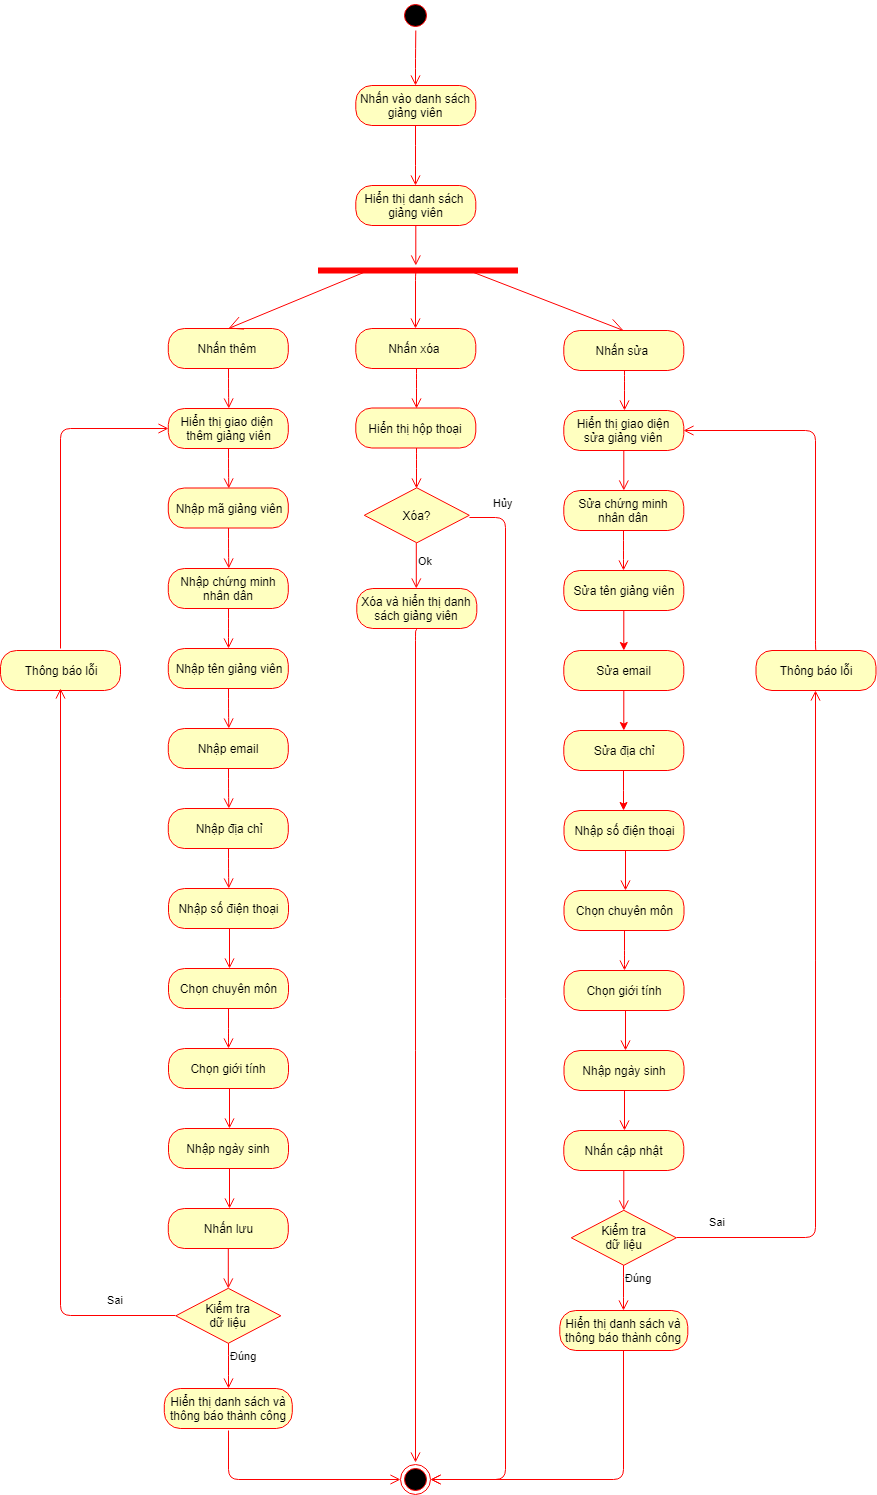 Nhấn vào danh sách
giảng viên
Hiển thị danh sách
giảng viên
Nhấn thêm
Hiển thị giao diện
thêm giảng viên
Nhập mã giảng viên
Nhập chứng minh
nhân dân
Nhập tên giảng viên
Nhập email
Nhập địa chỉ
Nhập số điện thoại
Chọn chuyên môn
Chọn giới tính
Nhập ngày sinh
Nhấn lưu
Kiểm tra
dữ liệu
Sai
Thông báo lỗi
Đúng
Hiển thị danh sách và
thông báo thành công
Nhấn xóa
Hiển thị hộp thoại
Xóa?
Hủy
Ok
Xóa và hiển thị danh
sách giảng viên
Nhấn sửa
Hiển thị giao diện
sửa giảng viên
Sửa chứng minh
nhân dân
Sửa tên giảng viên
Sửa email
Sửa địa chỉ
Nhập số điện thoại
Chọn chuyên môn
Chọn giới tính
Nhập ngày sinh
Nhấn cập nhật
Kiểm tra
dữ liệu
Sai
Thông báo lỗi
Đúng
Hiển thị danh sách và
thông báo thành công